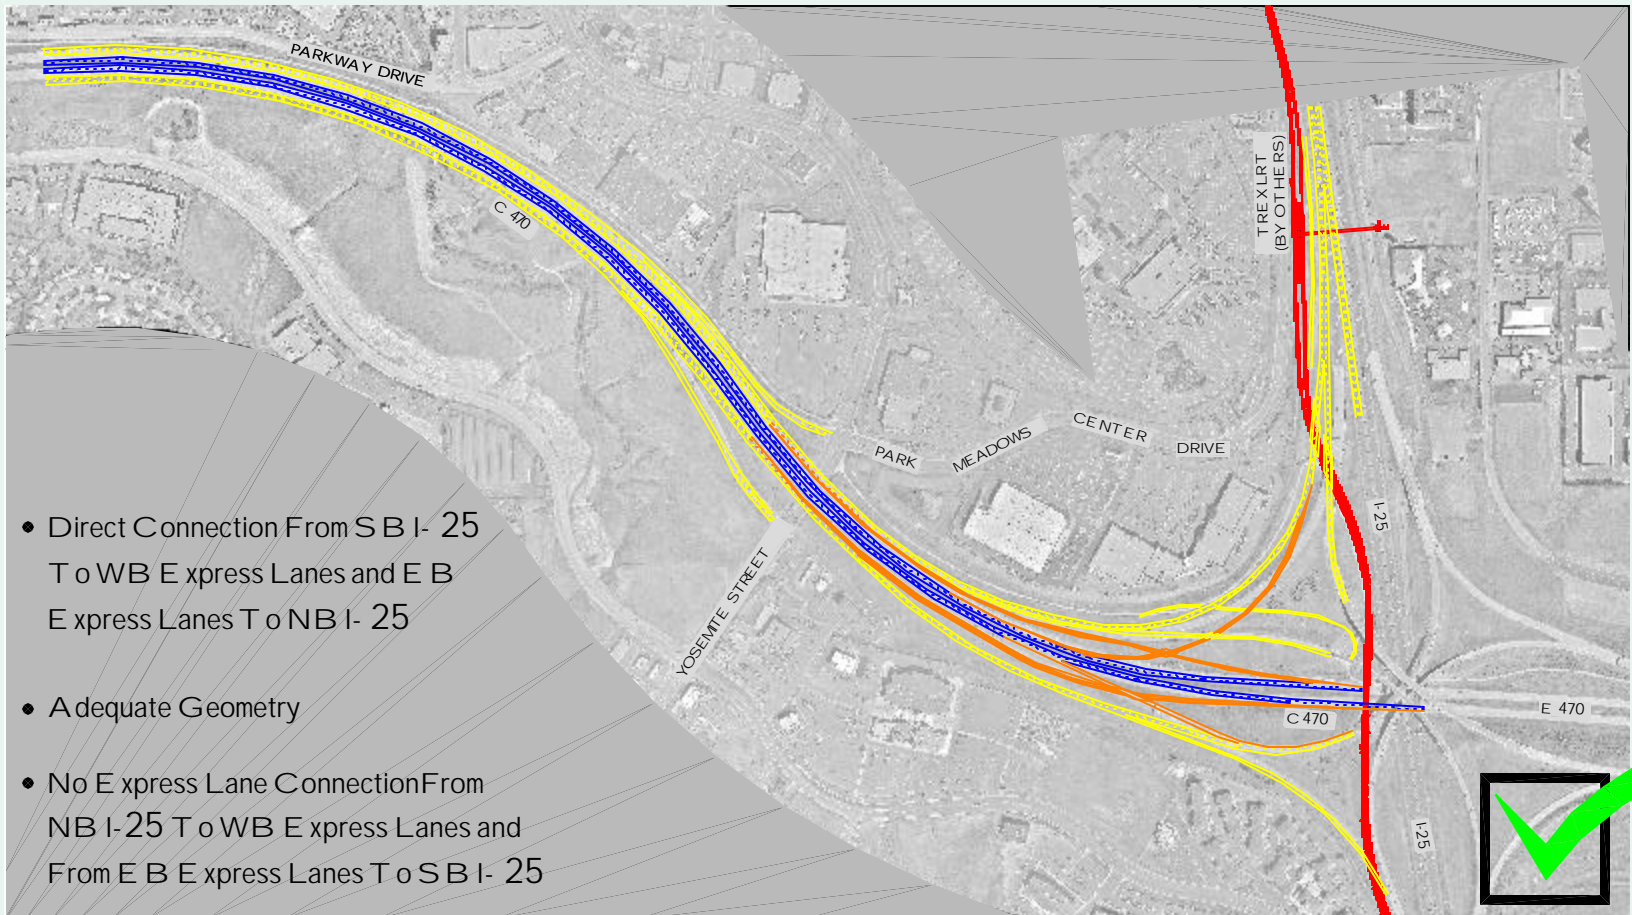 PARKWAY DRIVE
C 470
TREX LRT
(BY OTHERS)
PARK MEADOWS CENTER DRIVE
I-25
YOSEMITE STREET
C 470
E 470
I-25
• Direct Connection From SB I-25
To WB Express Lanes and EB
Express Lanes To NB I-25
• Adequate Geometry
• No Express Lane Connection From
NB I-25 To WB Express Lanes and
From EB Express Lanes To SB I-25